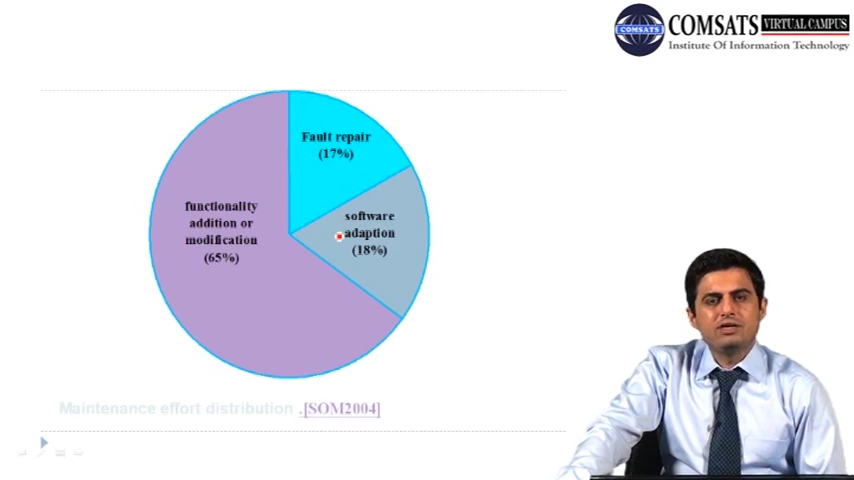 COMSATS VIRTUAL CAMPUS
COMSATS
Institute Of Information Technology
Fault repair
(17%)
software
adaption
(18%)
functionality
addition or
modification
(65%)
Maintenance effort distribution .[SOM2004]